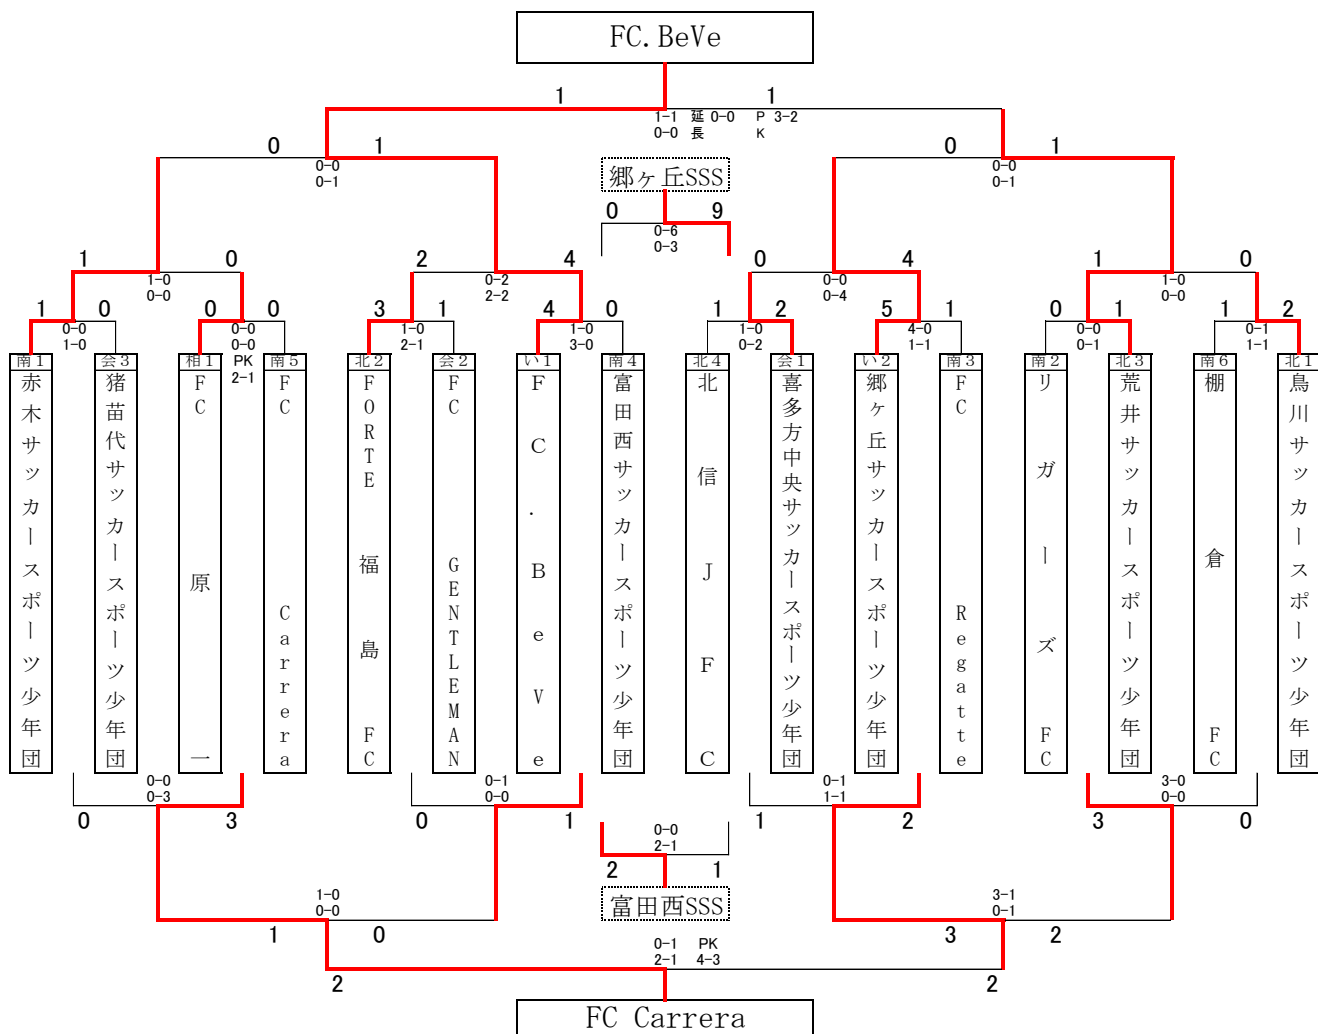 FC.BeVe
1 1
1-1 延 0-0 P 3-2
0-0 長 K
0 1 0 1
0-0 0-0
0-1 0-1
郷ヶ丘SSS
0 9
0-6
0-3
1 0 2 4 0 4 1 0
1-0 0-2 0-0 1-0
0-0 2-2 0-4 0-0
1 0 0 0 3 1 4 0 1 2 5 1 0 1 1 2
0-0 0-0 1-0 1-0 1-0 4-0 0-0 0-1
1-0 0-0 2-1 3-0 0-2 1-1 0-1 1-1
PK
2-1
南1 会3 相1 南5 北2 会2 い1 南4 北4 会1 い2 南3 南2 北3 南6 北1
赤木サッカースポーツ少年団
猪苗代サッカースポーツ少年団
FC原一
FC Carrera
FORTE福島FC
FC GENTLEMAN
FC.BeVe
富田西サッカースポーツ少年団
北信JFC
喜多方中央サッカースポーツ少年団
郷ヶ丘サッカースポーツ少年団
FC Regatte
リガーズFC
荒井サッカースポーツ少年団
棚倉FC
鳥川サッカースポーツ少年団
0-0 0-1 0-1 3-0
0-3 0-0 1-1 0-0
0 3 0 1 1 2 3 0
0-0
2-1
2 1
富田西SSS
1-0 3-1
0-0 0-1
1 0 3 2
0-1 PK
2-1 4-3
2 2
FC Carrera